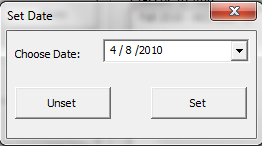 Set Date
Choose Date: 4 / 8 /2010
Unset Set